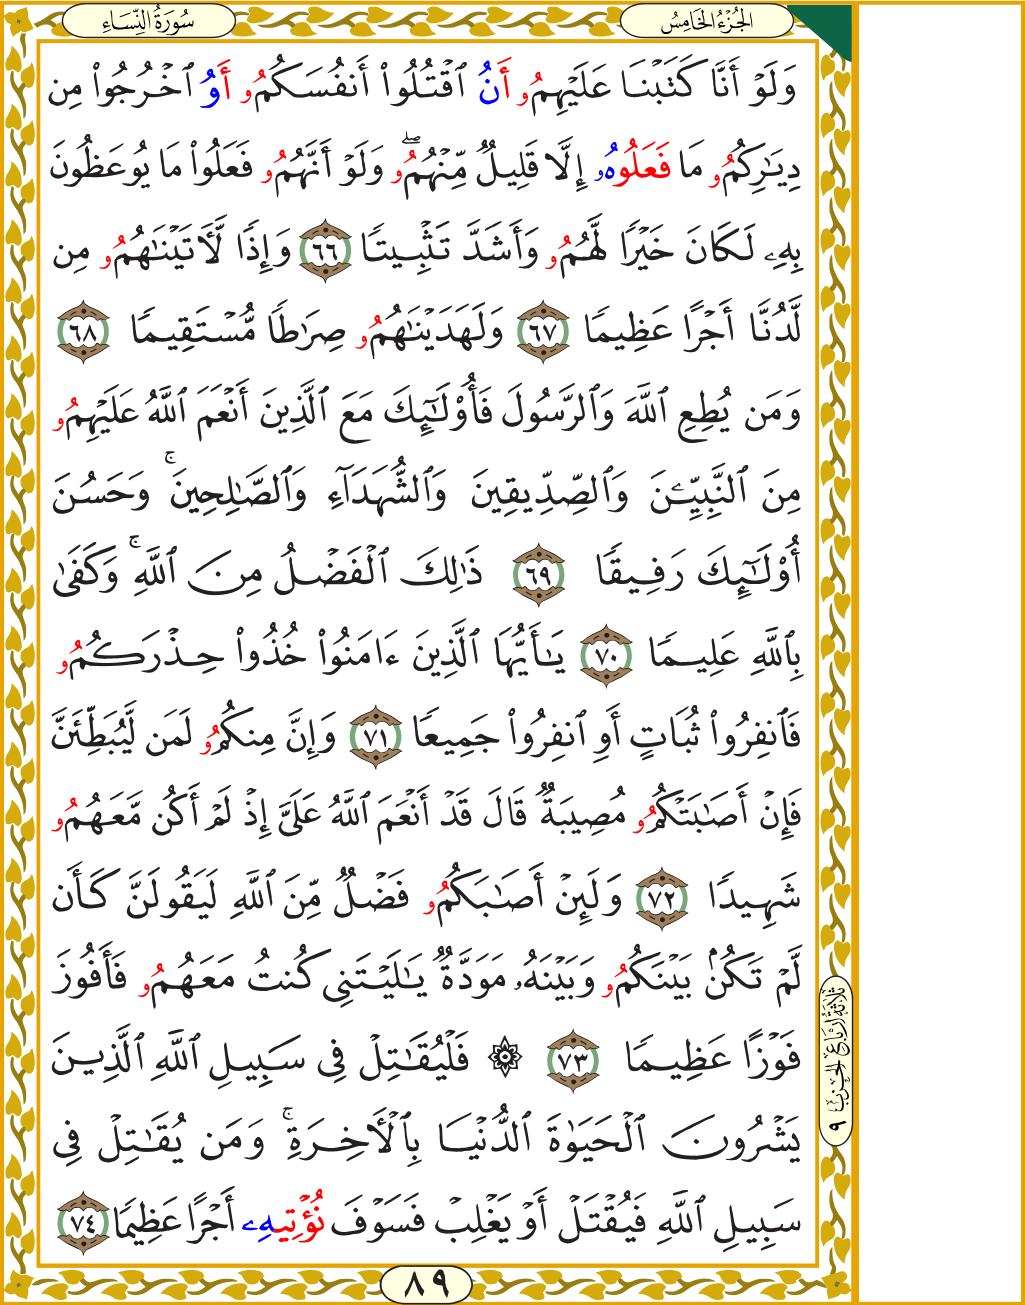 الجُزْءُ الخَامِسُ
سُورَةُ النِّسَاءِ
وَلَوۡ أَنَّا كَتَبۡنَا عَلَيۡهِمُۥ أَنُ ٱقۡتُلُواْ أَنفُسَكُمُۥ أَوُ ٱخۡرُجُواْ مِن
دِيَٰرِكُمُۥ مَا فَعَلُوهُۥ إِلَّا قَلِيلٞ مِّنۡهُمُۥۖ وَلَوۡ أَنَّهُمُۥ فَعَلُواْ مَا يُوعَظُونَ
بِهِۦ لَكَانَ خَيۡرٗا لَّهُمُۥ وَأَشَدَّ تَثۡبِيتٗا ٦٦ وَإِذٗا لَّأٓتَيۡنَٰهُمُۥ مِن
لَّدُنَّا أَجۡرًا عَظِيمٗا ٦٧ وَلَهَدَيۡنَٰهُمُۥ صِرَٰطٗا مُّسۡتَقِيمٗا ٦٨
وَمَن يُطِعِ ٱللَّهَ وَٱلرَّسُولَ فَأُوْلَٰٓئِكَ مَعَ ٱلَّذِينَ أَنۡعَمَ ٱللَّهُ عَلَيۡهِمُۥ
مِنَ ٱلنَّبِيِّـۧنَ وَٱلصِّدِّيقِينَ وَٱلشُّهَدَآءِ وَٱلصَّٰلِحِينَۚ وَحَسُنَ
أُوْلَٰٓئِكَ رَفِيقٗا ٦٩ ذَٰلِكَ ٱلۡفَضۡلُ مِنَ ٱللَّهِۚ وَكَفَىٰ
بِٱللَّهِ عَلِيمٗا ٧٠ يَٰٓأَيُّهَا ٱلَّذِينَ ءَامَنُواْ خُذُواْ حِذۡرَكُمُۥ
فَٱنفِرُواْ ثُبَاتٍ أَوِ ٱنفِرُواْ جَمِيعٗا ٧١ وَإِنَّ مِنكُمُۥ لَمَن لَّيُبَطِّئَنَّ
فَإِنۡ أَصَٰبَتۡكُمُۥ مُصِيبَةٞ قَالَ قَدۡ أَنۡعَمَ ٱللَّهُ عَلَيَّ إِذۡ لَمۡ أَكُن مَّعَهُمُۥ
شَهِيدٗا ٧٢ وَلَئِنۡ أَصَٰبَكُمُۥ فَضۡلٞ مِّنَ ٱللَّهِ لَيَقُولَنَّ كَأَن
لَّمۡ تَكُنۢ بَيۡنَكُمُۥ وَبَيۡنَهُۥ مَوَدَّةٞ يَٰلَيۡتَنِي كُنتُ مَعَهُمُۥ فَأَفُوزَ
فَوۡزًا عَظِيمٗا ٧٣ ۞ فَلۡيُقَٰتِلۡ فِي سَبِيلِ ٱللَّهِ ٱلَّذِينَ
يَشۡرُونَ ٱلۡحَيَوٰةَ ٱلدُّنۡيَا بِٱلۡأٓخِرَةِۚ وَمَن يُقَٰتِلۡ فِي
سَبِيلِ ٱللَّهِ فَيُقۡتَلۡ أَوۡ يَغۡلِبۡ فَسَوۡفَ نُؤۡتِيهِۦ أَجۡرًا عَظِيمٗا ٧٤
ثَلَاثَةُ أَرْبَاعِ الحِزْبِ ٩
٨٩